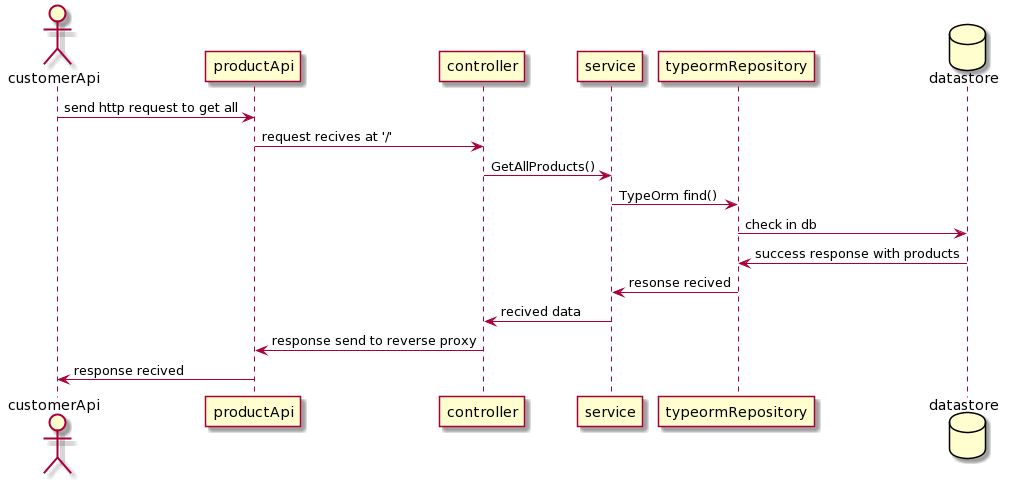 customerApi
productApi
controller
service
typeormRepository
datastore
send http request to get all
request recives at '/'
GetAllProducts()
TypeOrm find()
check in db
success response with products
resonse recived
recived data
response send to reverse proxy
response recived
customerApi
productApi
controller
service
typeormRepository
datastore